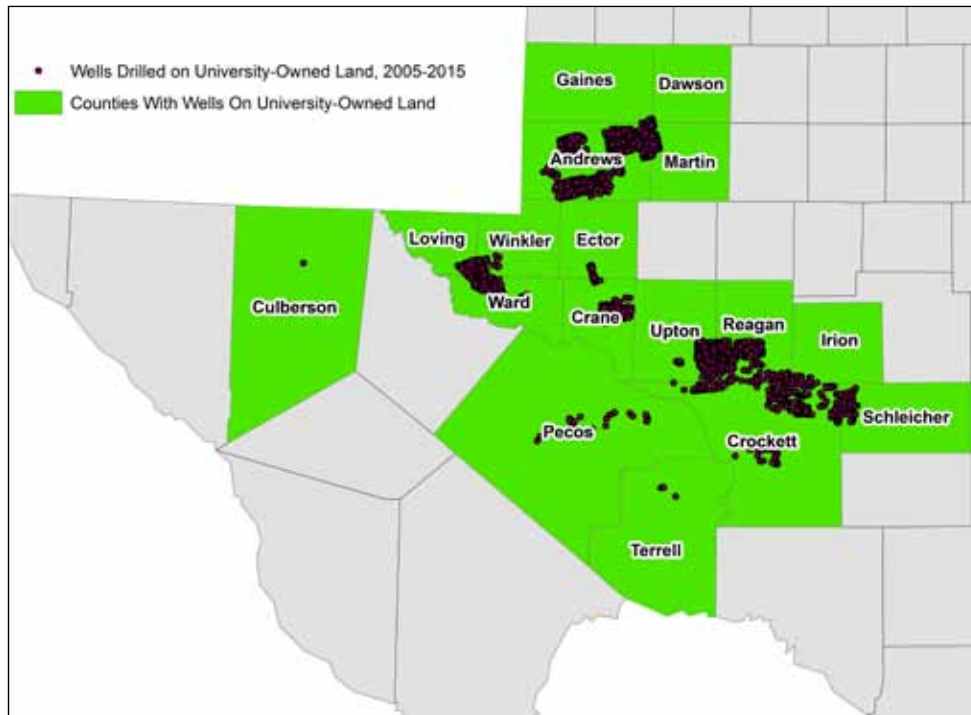 Wells Drilled on University-Owned Land, 2005-2015
Counties With Wells On University-Owned Land
Gaines
Dawson
Andrews
Martin
Loving
Winkler
Ector
Culberson
Ward
Crane
Upton
Reagan
Irion
Pecos
Crockett
Schleicher
Terrell